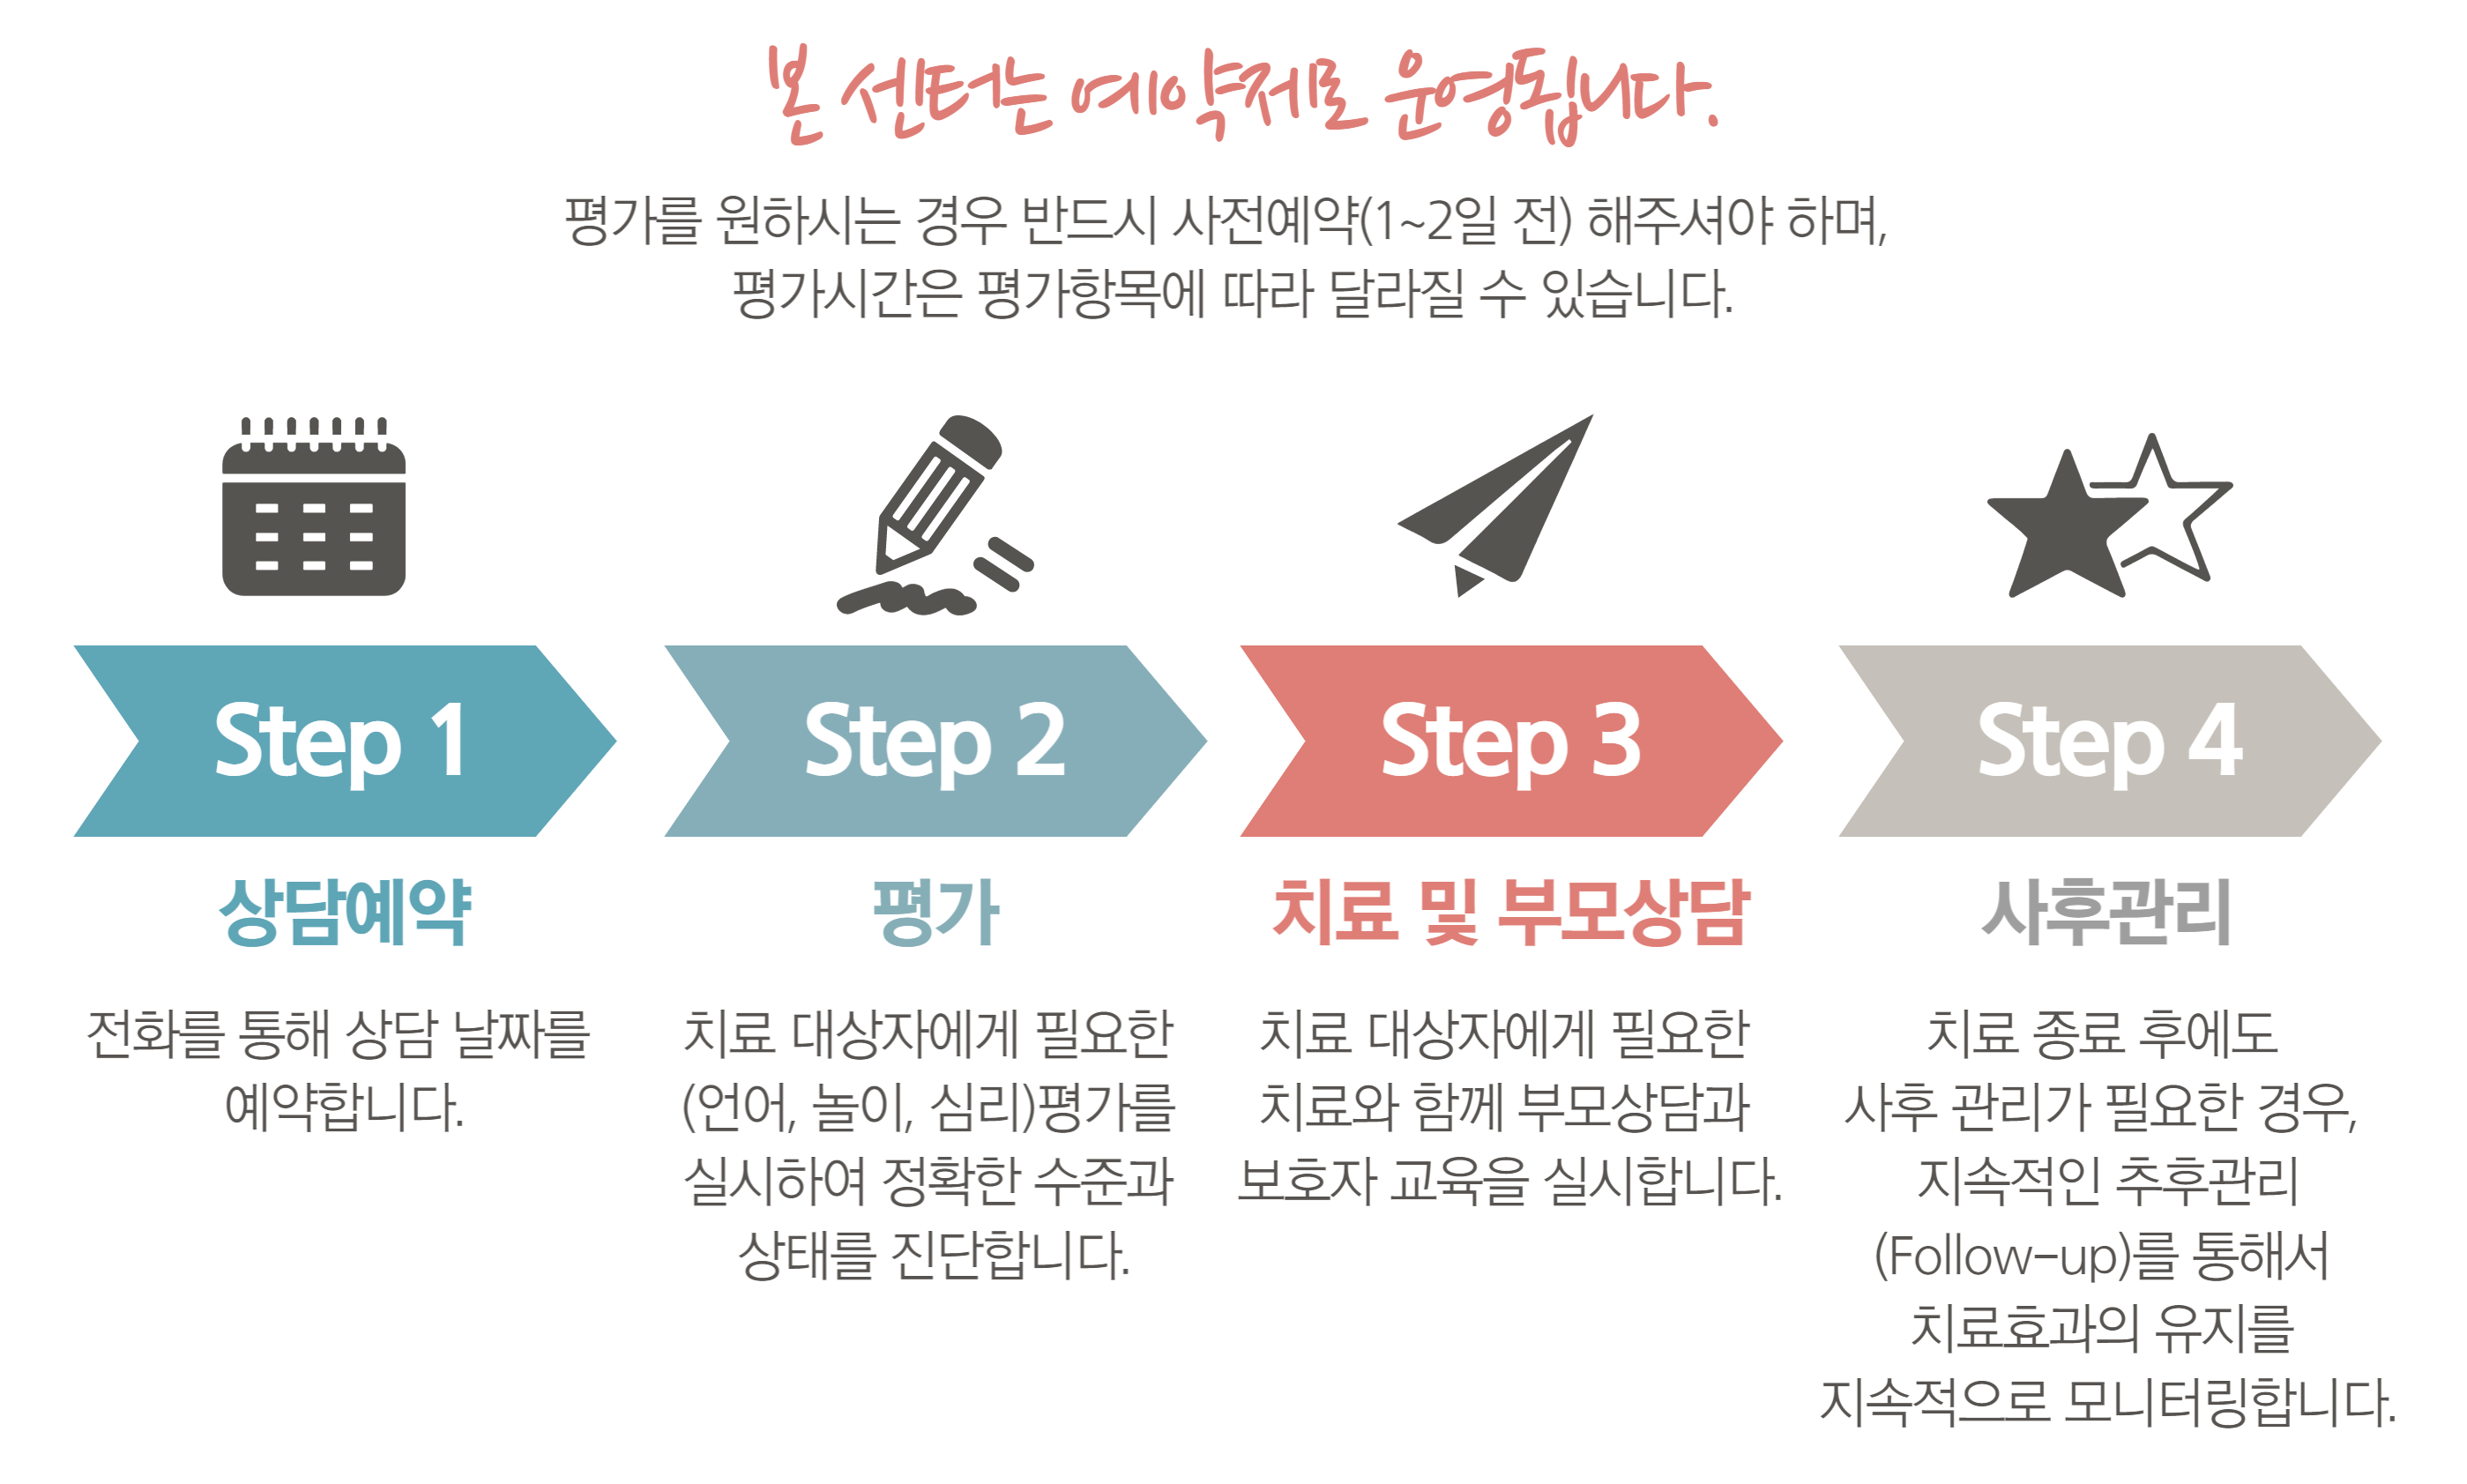 본 센터는 예약제로 운영됩니다.
평가를 원하시는 경우 반드시 사전예약(1~2일 전) 해주셔야 하며,
평가시간은 평가항목에 따라 달라질 수 있습니다.
Step 1
상담예약
전화를 통해 상담 날짜를
예약합니다.
Step 2
평가
치료 대상자에게 필요한
(언어, 놀이, 심리)평가를
실시하여 정확한 수준과
상태를 진단합니다.
Step 3
치료 및 부모상담
치료 대상자에게 필요한
치료와 함께 부모상담과
보호자 교육을 실시합니다.
Step 4
사후관리
치료 종료 후에도
사후 관리가 필요한 경우,
지속적인 추후관리
(Follow-up)를 통해서
치료효과의 유지를
지속적으로 모니터링합니다.